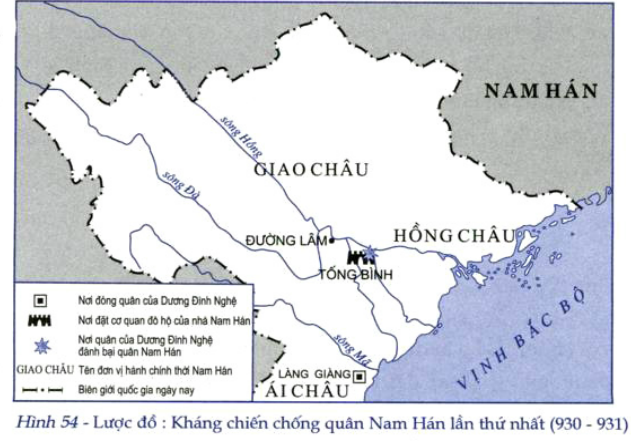 NAM HÁN
sông Hồng
GIAO CHÂU
sông Đà
ĐƯỜNG LÂM
HỒNG CHÂU
TỐNG BÌNH
VỊNH BẮC BỘ
sông Mã
LÀNG GIÀNG
ÁI CHÂU
Nơi đóng quân của Dương Đình Nghệ
Nơi đặt cơ quan đô hộ của nhà Nam Hán
Nơi quân của Dương Đình Nghệ
đánh bại quân Nam Hán
GIAO CHÂU Tên đơn vị hành chính thời Nam Hán
Biên giới quốc gia ngày nay
Hình 54 - Lược đồ : Kháng chiến chống quân Nam Hán lần thứ nhất (930 - 931)